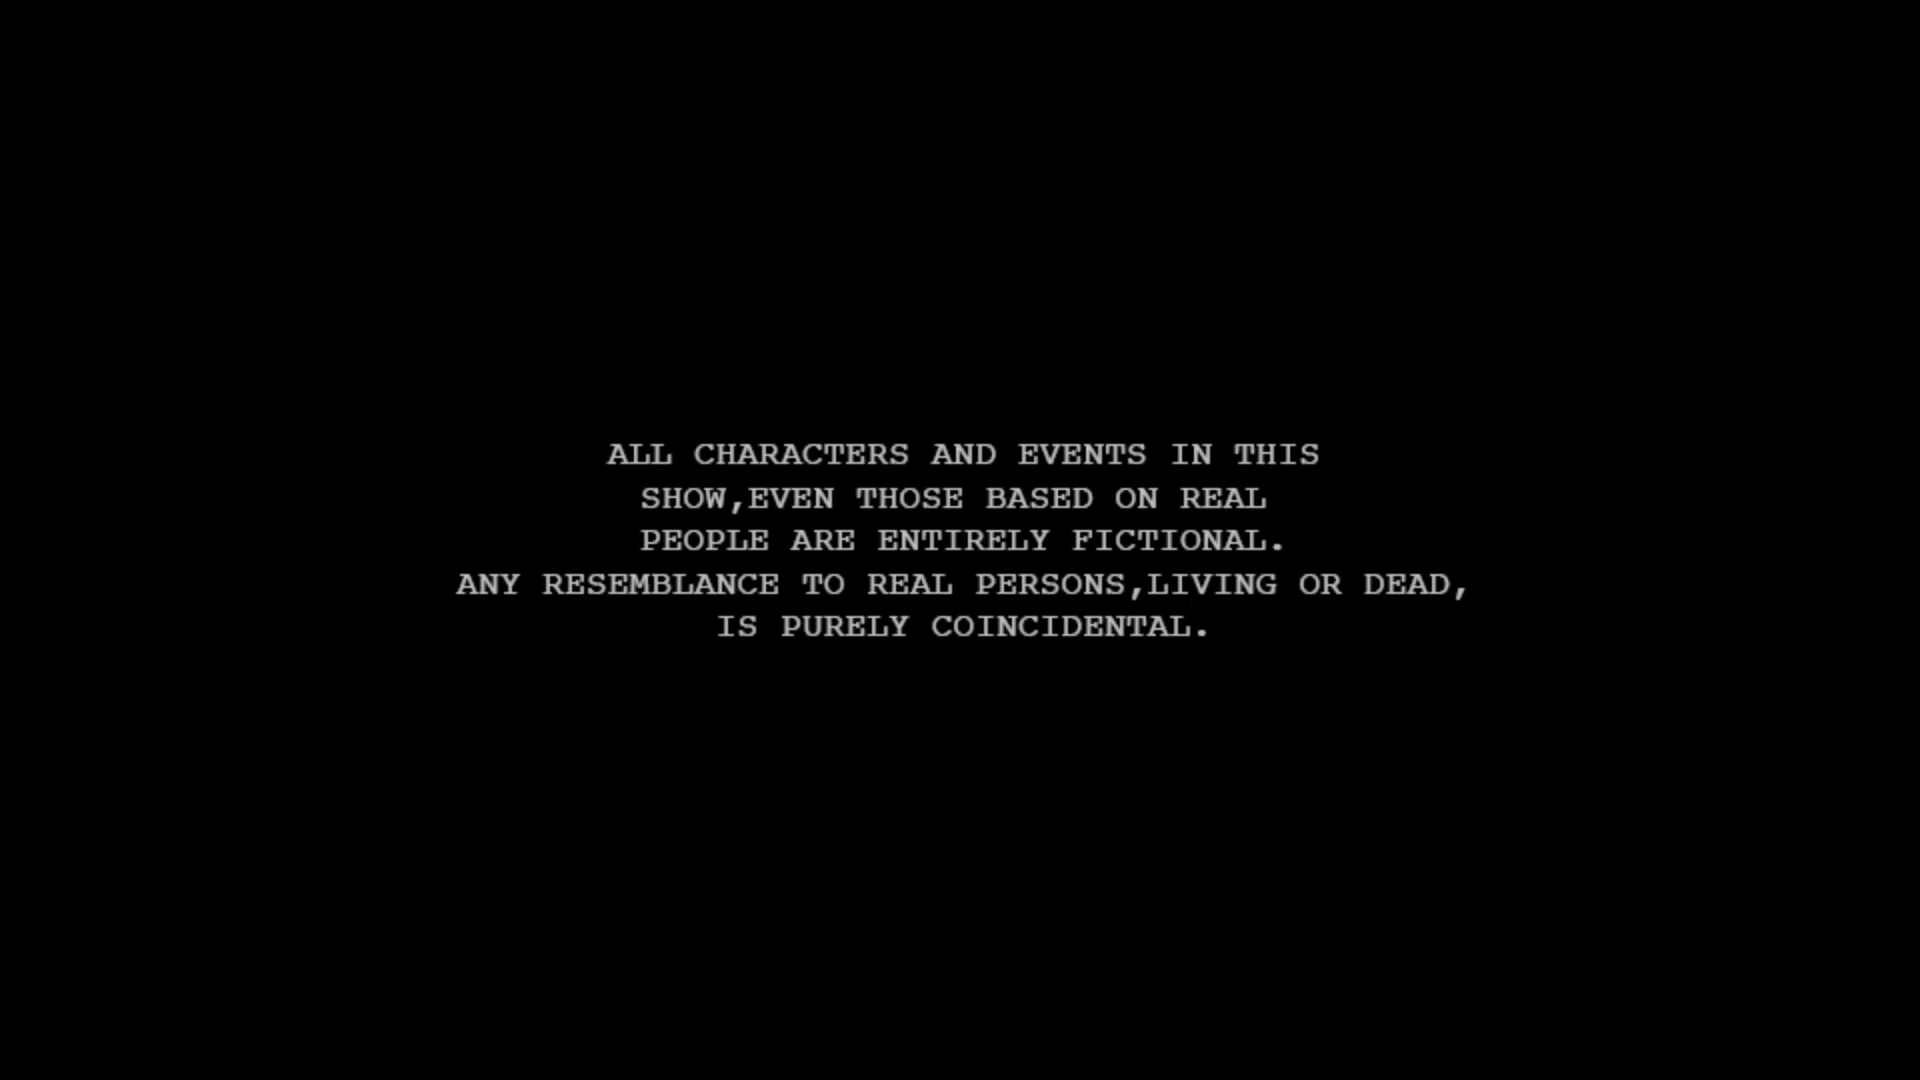 ALL CHARACTERS AND EVENTS IN THIS
SHOW,EVEN THOSE BASED ON REAL
PEOPLE ARE ENTIRELY FICTIONAL.
ANY RESEMBLANCE TO REAL PERSONS,LIVING OR DEAD,
IS PURELY COINCIDENTAL.